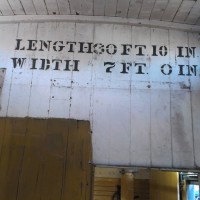 LENGTH 30 FT. 10 IN.
WIDTH 7 FT 0 IN.